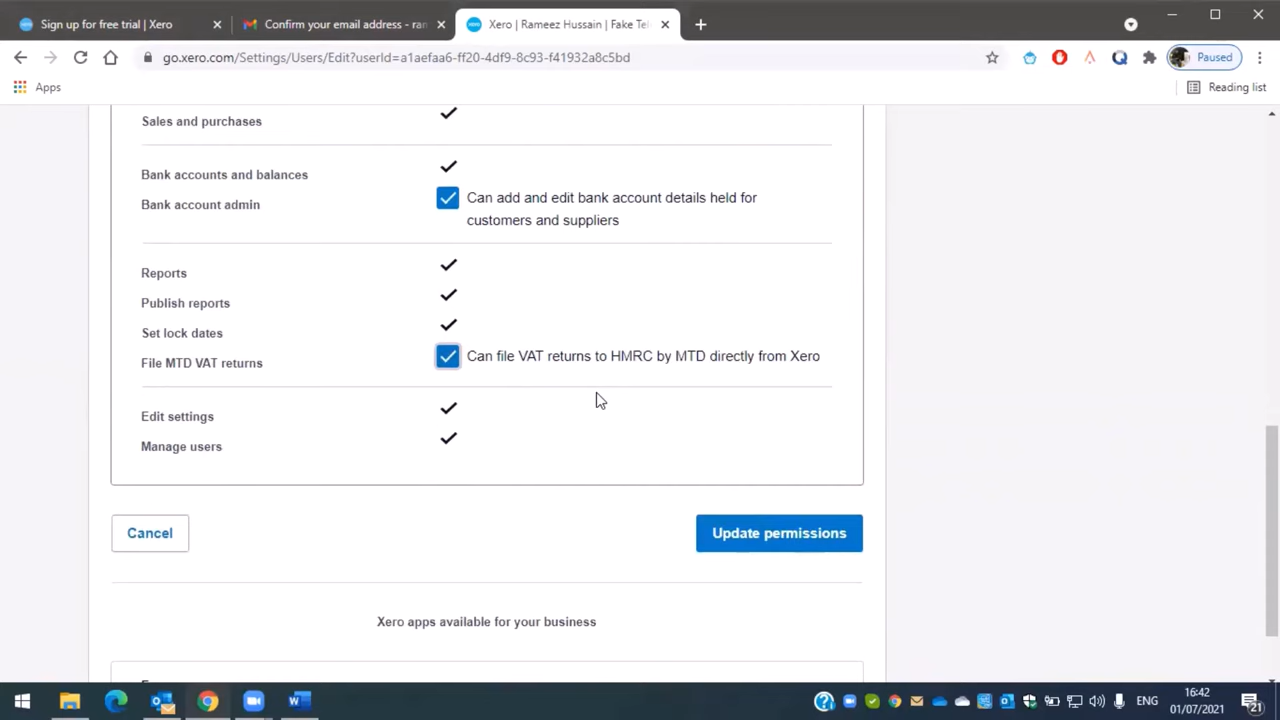 Sign up for free trial | Xero
Confirm your email address - ran
Xero | Rameez Hussain | Fake Tel
go.xero.com/Settings/Users/Edit?userId=a1aefaa6-ff20-4df9-8c93-f41932a8c5bd
Paused
Apps
Reading list
Sales and purchases
Bank accounts and balances
Bank account admin
Can add and edit bank account details held for
customers and suppliers
Reports
Publish reports
Set lock dates
File MTD VAT returns
Can file VAT returns to HMRC by MTD directly from Xero
Edit settings
Manage users
Cancel
Update permissions
Xero apps available for your business
ENG
16:42
01/07/2021
21